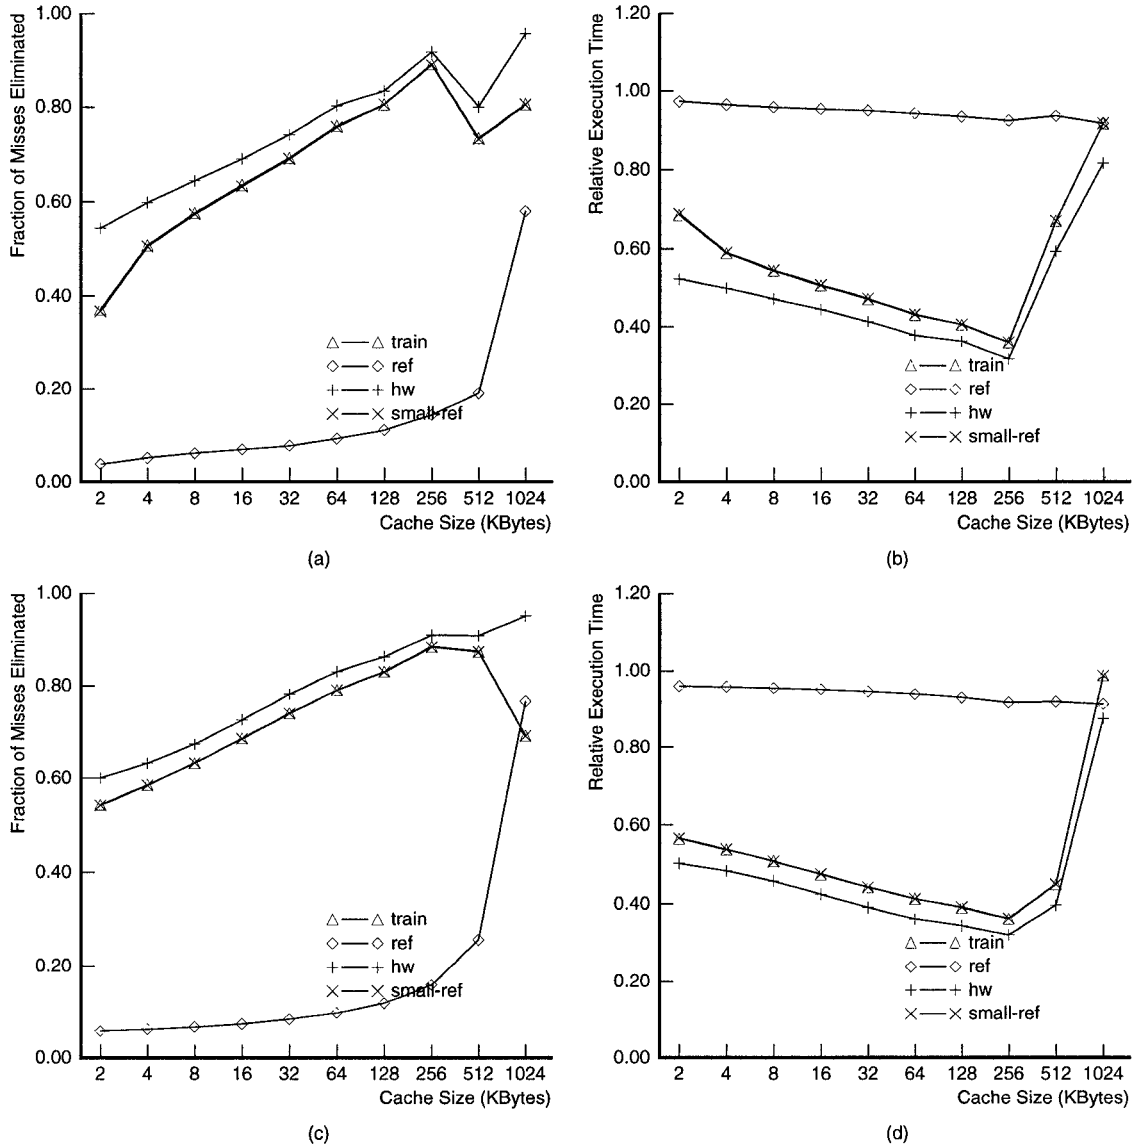 Fraction of Misses Eliminated
1.00
0.80
0.60
0.40
0.20
0.00
train
ref
hw
small-ref
2 4 8 16 32 64 128 256 512 1024
Cache Size (KBytes)
(a)
Relative Execution Time
1.20
1.00
0.80
0.60
0.40
0.20
0.00
train
ref
hw
small-ref
2 4 8 16 32 64 128 256 512 1024
Cache Size (KBytes)
(b)
Fraction of Misses Eliminated
1.00
0.80
0.60
0.40
0.20
0.00
train
ref
hw
small-ref
2 4 8 16 32 64 128 256 512 1024
Cache Size (KBytes)
(c)
Relative Execution Time
1.20
1.00
0.80
0.60
0.40
0.20
0.00
train
ref
hw
small-ref
2 4 8 16 32 64 128 256 512 1024
Cache Size (KBytes)
(d)